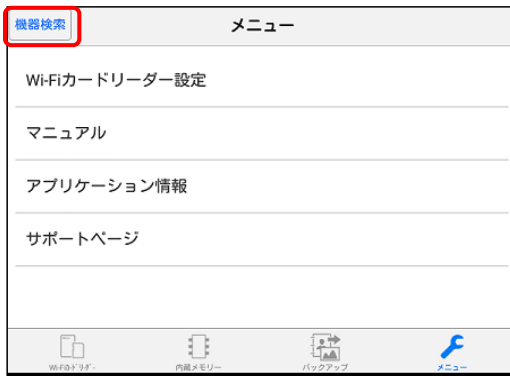 機器検索
メニュー
Wi-Fiカードリーダー設定
マニュアル
アプリケーション情報
サポートページ
内蔵メモリー
バックアップ
メニュー